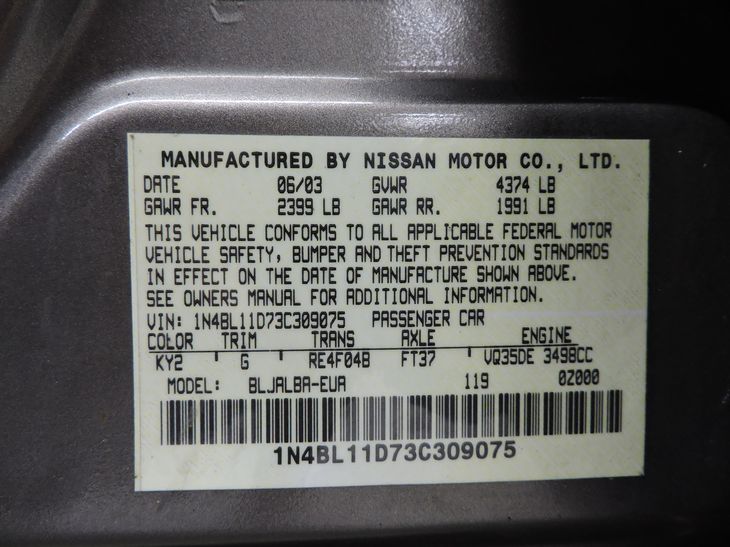 MANUFACTURED BY NISSAN MOTOR CO., LTD.
DATE 06/03 GVWR 4374 LB
GAWR FR. 2399 LB GAWR RR. 1991 LB
THIS VEHICLE CONFORMS TO ALL APPLICABLE FEDERAL MOTOR
VEHICLE SAFETY, BUMPER AND THEFT PREVENTION STANDARDS
IN EFFECT ON THE DATE OF MANUFACTURE SHOWN ABOVE.
SEE OWNERS MANUAL FOR ADDITIONAL INFORMATION.
VIN: 1N4BL11D73C309075 PASSENGER CAR
COLOR TRIM TRANS AXLE ENGINE
KY2 G RE4F04B FT37 VQ35DE 3498CC
MODEL: BLJALBA-EUA 119 0Z000
1N4BL11D73C309075